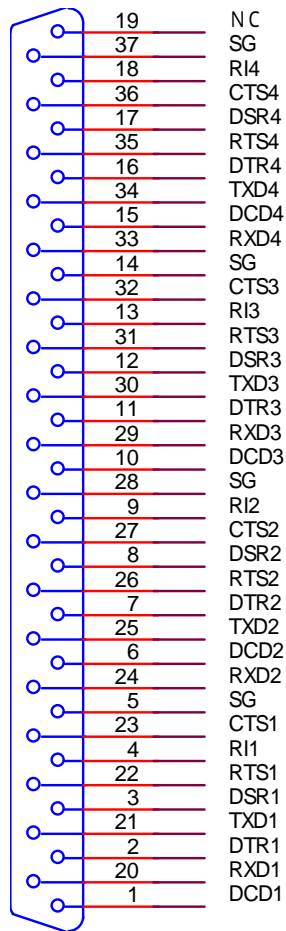 19 NC
37 SG
18 RI4
36 CTS4
17 DSR4
35 RTS4
16 DTR4
34 TXD4
15 DCD4
33 RXD4
14 SG
32 CTS3
13 RI3
31 RTS3
12 DSR3
30 TXD3
11 DTR3
29 RXD3
10 DCD3
28 SG
9 RI2
27 CTS2
8 DSR2
26 RTS2
7 DTR2
25 TXD2
6 DCD2
24 RXD2
5 SG
23 CTS1
4 RI1
22 RTS1
3 DSR1
21 TXD1
2 DTR1
20 RXD1
1 DCD1